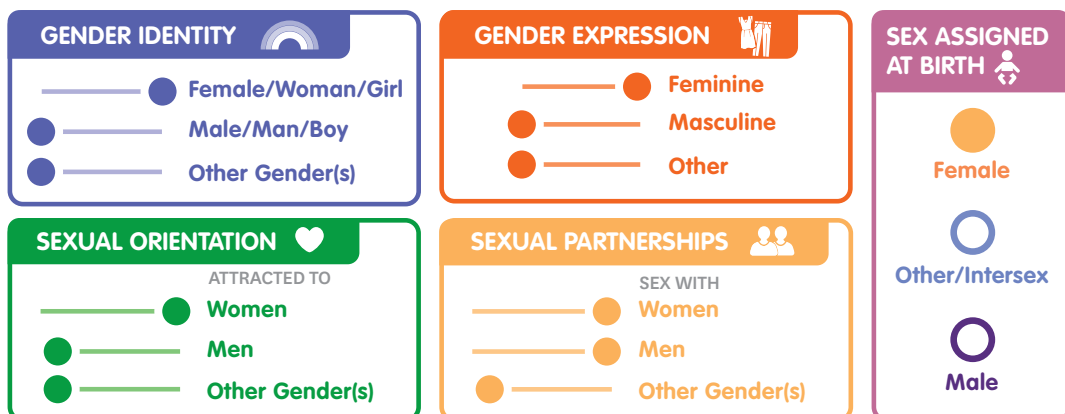 GENDER IDENTITY
Female/Woman/Girl
Male/Man/Boy
Other Gender(s)
GENDER EXPRESSION
Feminine
Masculine
Other
SEX ASSIGNED
AT BIRTH
Female
Other/Intersex
Male
SEXUAL ORIENTATION
ATTRACTED TO
Women
Men
Other Gender(s)
SEXUAL PARTNERSHIPS
SEX WITH
Women
Men
Other Gender(s)